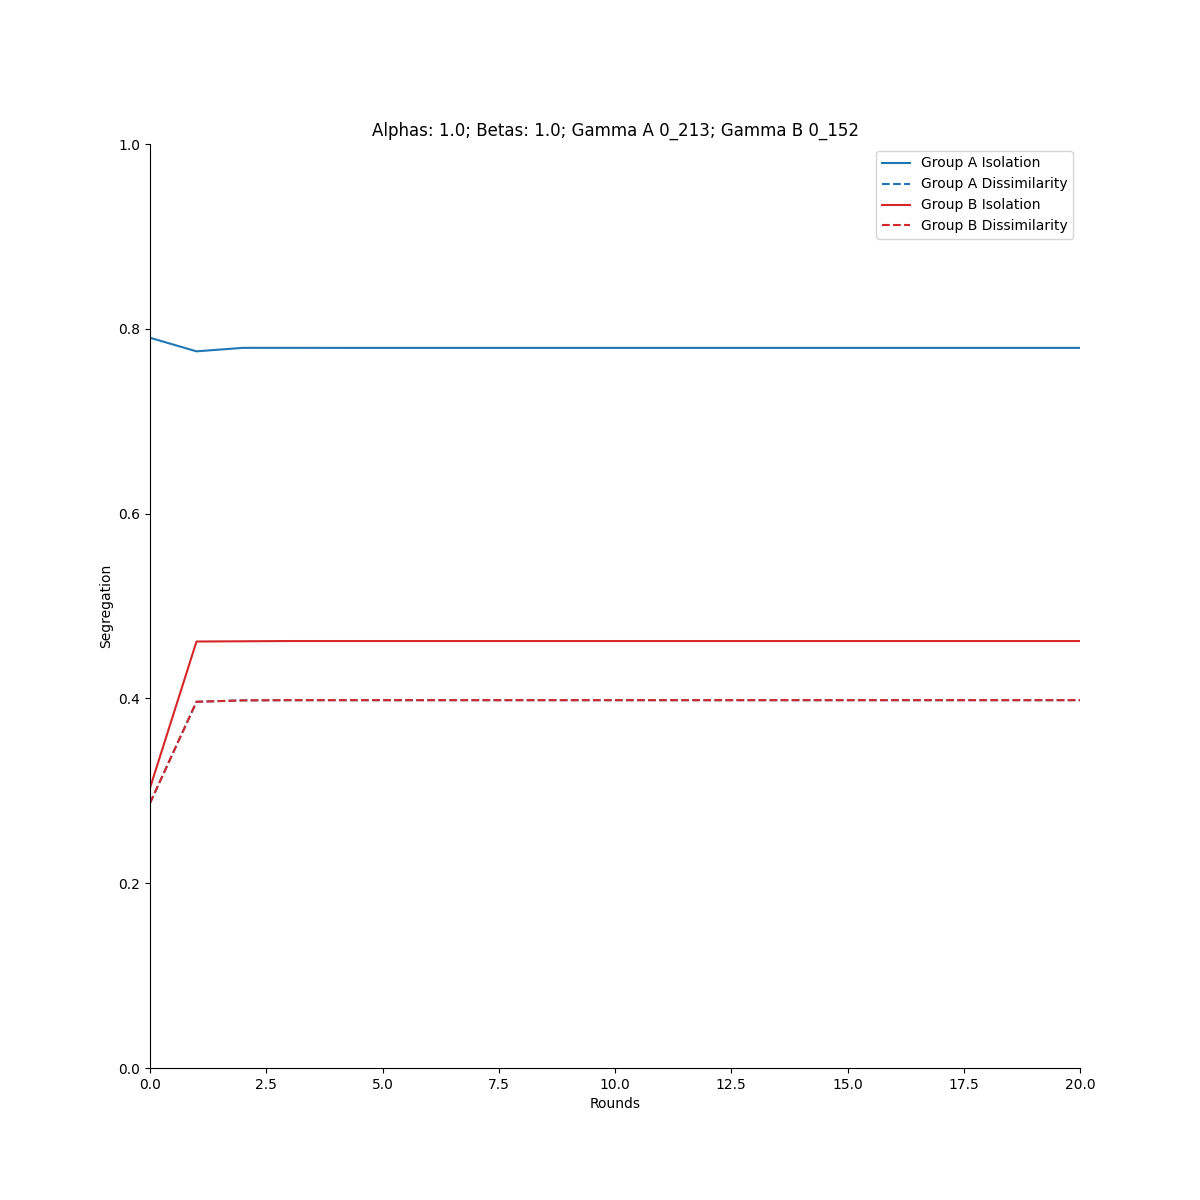 Alphas: 1.0; Betas: 1.0; Gamma A 0_213; Gamma B 0_152
1.0
Group A Isolation
Group A Dissimilarity
Group B Isolation
Group B Dissimilarity
0.8
0.6
Segregation
0.4
0.2
0.0
0.0 2.5 5.0 7.5 10.0 12.5 15.0 17.5 20.0
Rounds